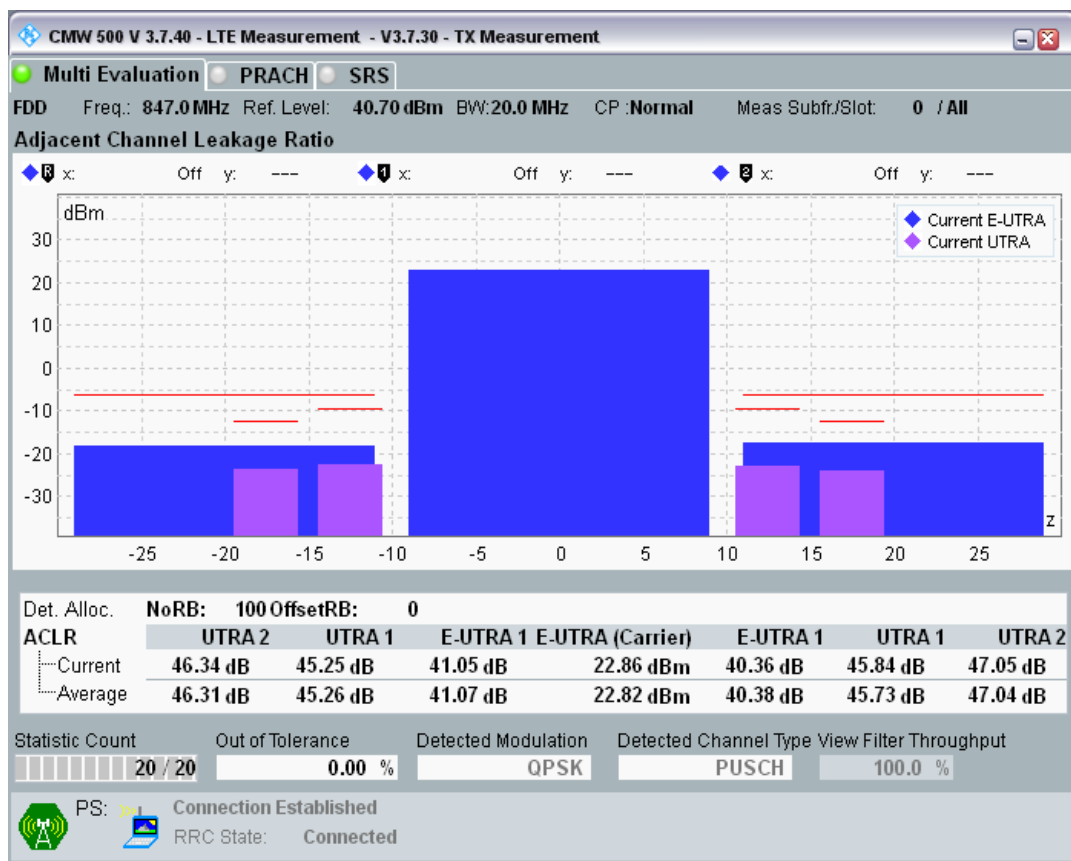 CMW 500 V 3.7.40 - LTE Measurement - V3.7.30 - TX Measurement
Multi Evaluation PRACH SRS
FDD Freq.: 847.0 MHz Ref. Level: 40.70 dBm BW:20.0 MHz CP :Normal Meas Subfr./Slot: 0 / All
Adjacent Channel Leakage Ratio
R x: Off y: --- 1 x: Off y: --- 2 x: Off y: ---
dBm
Current E-UTRA
Current UTRA
30
20
10
0
-10
-20
-30
z
-25 -20 -15 -10 -5 0 5 10 15 20 25
Det. Alloc. NoRB: 100 OffsetRB: 0
ACLR UTRA 2 UTRA 1 E-UTRA 1 E-UTRA (Carrier) E-UTRA 1 UTRA 1 UTRA 2
Current 46.34 dB 45.25 dB 41.05 dB 22.86 dBm 40.36 dB 45.84 dB 47.05 dB
Average 46.31 dB 45.26 dB 41.07 dB 22.82 dBm 40.38 dB 45.73 dB 47.04 dB
Statistic Count Out of Tolerance Detected Modulation Detected Channel Type View Filter Throughput
20 / 20 0.00 % QPSK PUSCH 100.0 %
PS: Connection Established
RRC State: Connected